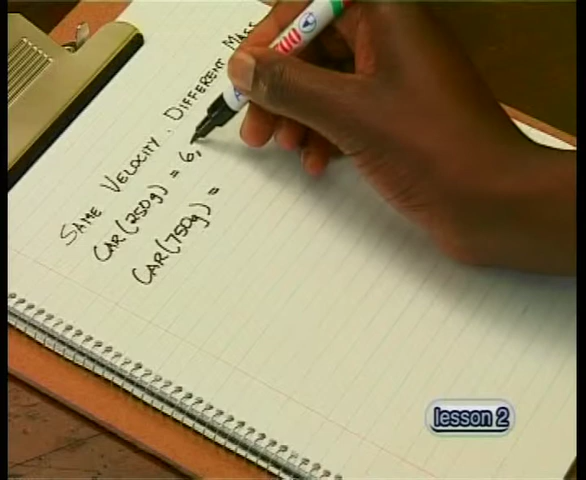 SAME VELOCITY. DIFFERENT MASS
CAR (250g) = 6,
CAR (750g) =
lesson 2